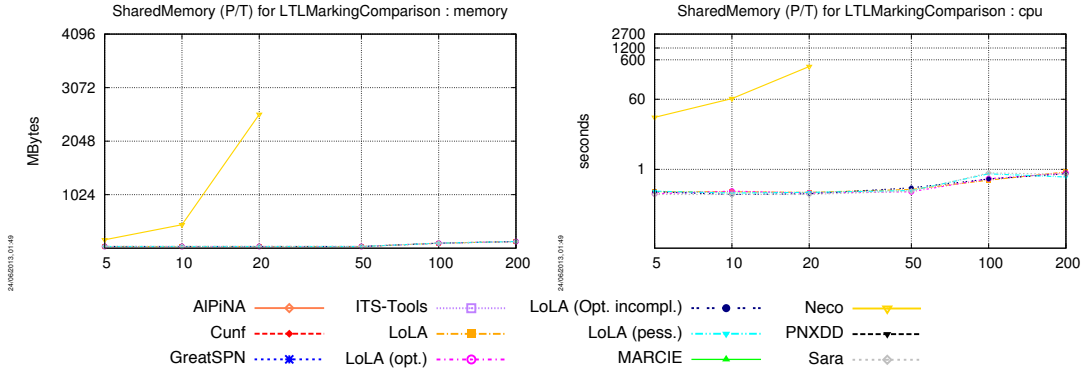 SharedMemory (P/T) for LTLMarkingComparison : memory
4096
3072
2048
1024
MBytes
5 10 20 50 100 200
24/06/2013, 01:49
SharedMemory (P/T) for LTLMarkingComparison : cpu
2700
1200
600
60
1
seconds
5 10 20 50 100 200
24/06/2013, 01:49
AlPiNA
Cunf
GreatSPN
ITS-Tools
LoLA
LoLA (opt.)
LoLA (Opt. incompl.)
LoLA (pess.)
MARCIE
Neco
PNXDD
Sara